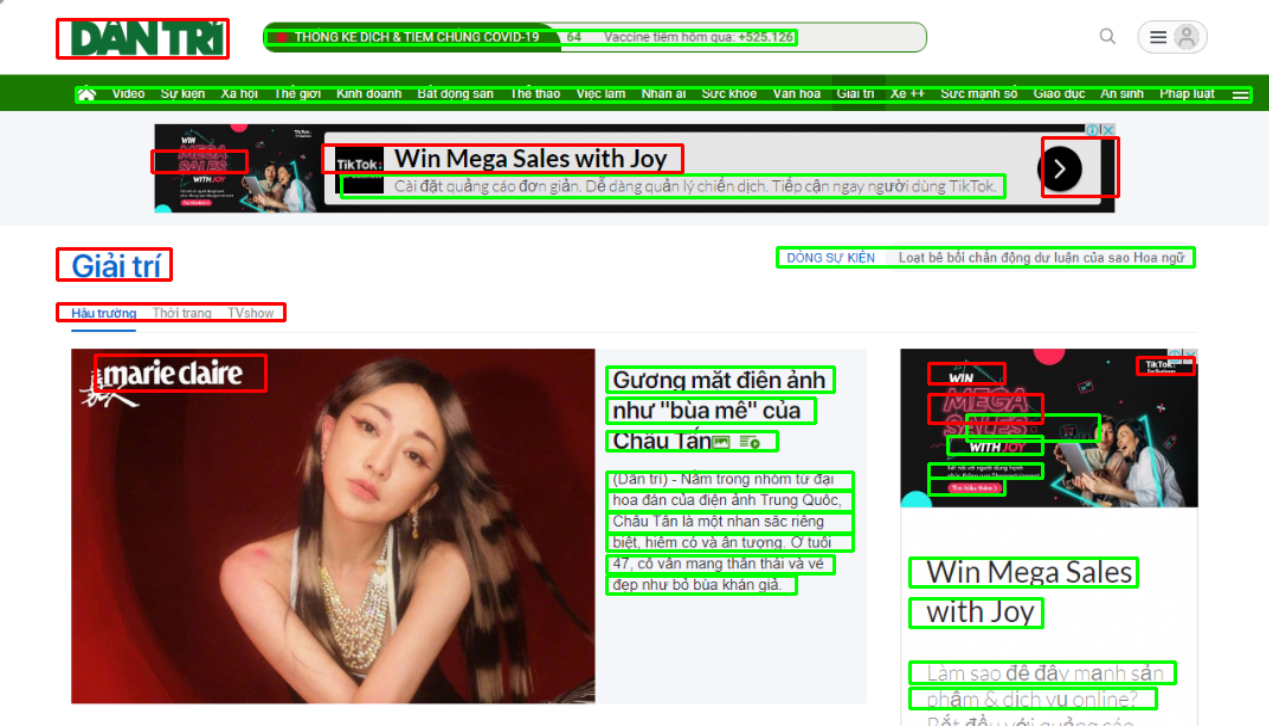 DÂN TRÍ
THỐNG KÊ DỊCH & TIÊM CHỦNG COVID-19 64 Vaccine tiêm hôm qua: +525.126
Video Sự kiện Xã hội Thế giới Kinh doanh Bất động sản Thể thao Việc làm Nhân ái Sức khỏe Văn hóa Giải trí Xe ++ Sức mạnh số Giáo dục An sinh Pháp luật
WIN
MEGA
SALES
WITH JOY
TikTok:
Win Mega Sales with Joy
Cài đặt quảng cáo đơn giản. Dễ dàng quản lý chiến dịch. Tiếp cận ngay người dùng TikTok.
Giải trí
DÒNG SỰ KIỆN Loạt bê bối chấn động dư luận của sao Hoa ngữ
Hậu trường Thời trang TVshow
marie claire
Gương mặt điện ảnh
như "bùa mê" của
Châu Tấn
(Dân trí) - Nằm trong nhóm tứ đại
hoa đán của điện ảnh Trung Quốc,
Châu Tấn là một nhan sắc riêng
biệt, hiếm có và ấn tượng. Ở tuổi
47, cô vẫn mang thần thái và vẻ
đẹp như bỏ bùa khán giả.
TikTok:
WIN
MEGA
SALES
WITH JOY
Tìm hiểu thêm >
Win Mega Sales
with Joy
Làm sao để đẩy mạnh sản
phẩm & dịch vụ online?
Bắt đầu với quảng cáo